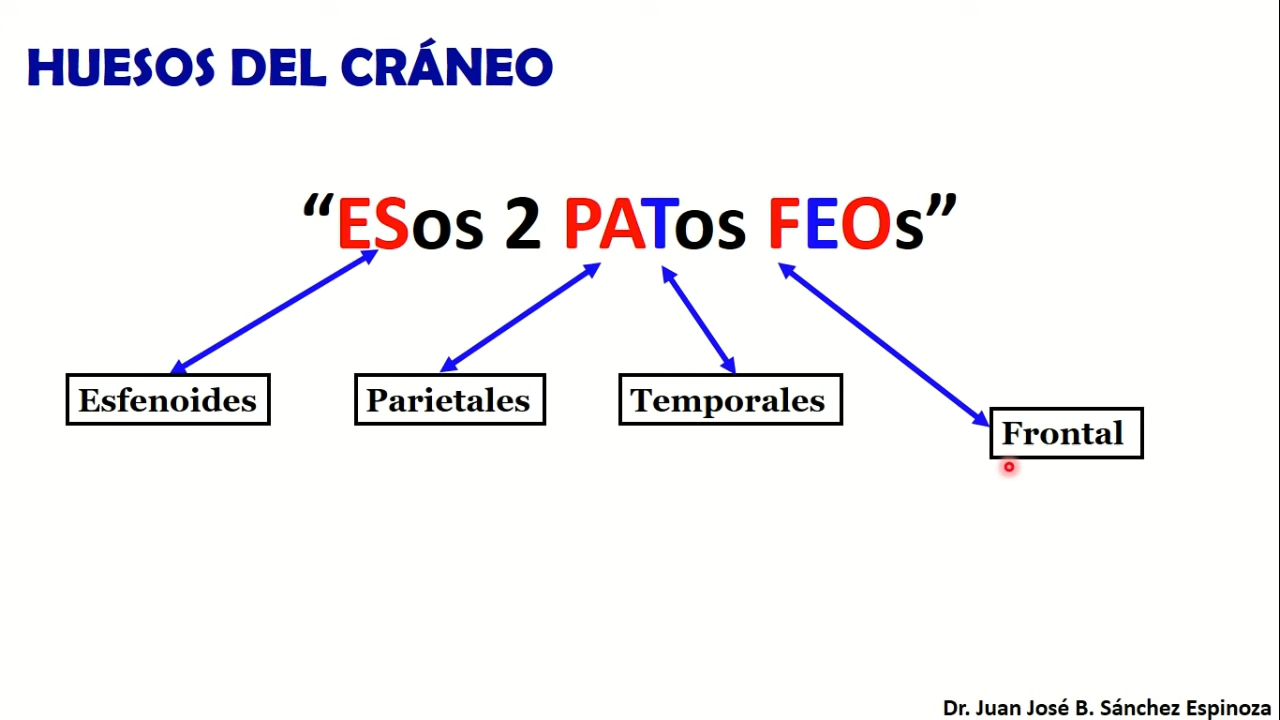 HUESOS DEL CRÁNEO
“ESos 2 PATos FEOs”
Esfenoides
Parietales
Temporales
Frontal
Dr. Juan José B. Sánchez Espinoza